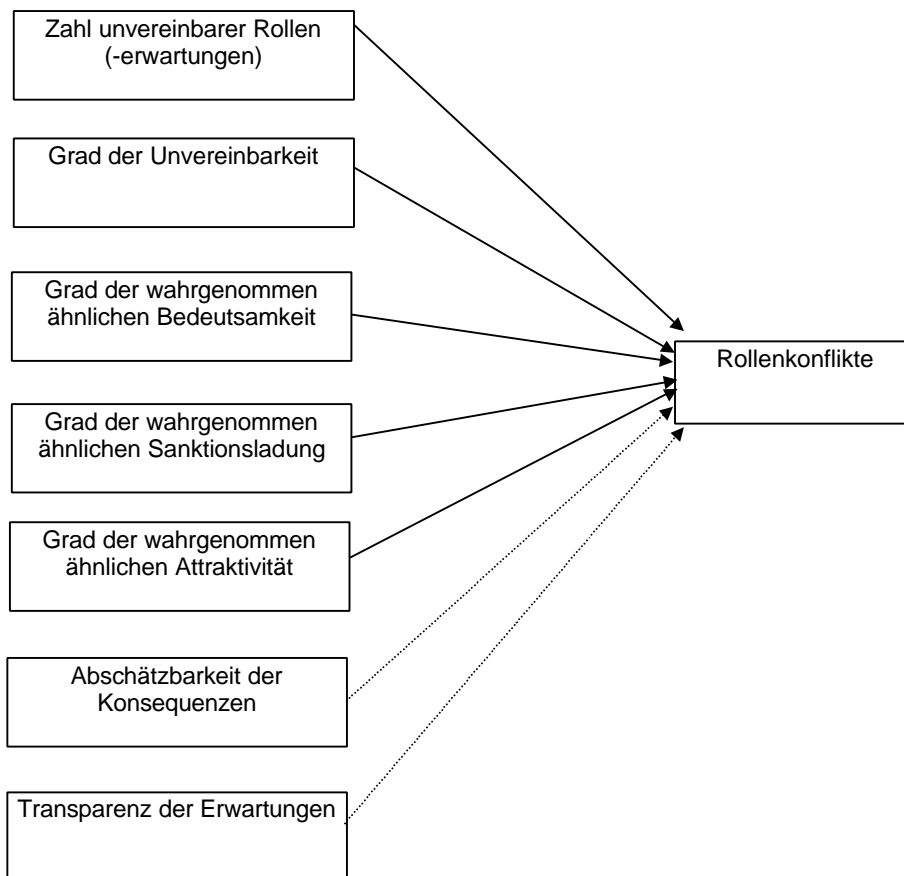 Zahl unvereinbarer Rollen
(-erwartungen)
Grad der Unvereinbarkeit
Grad der wahrgenommen
ähnlichen Bedeutsamkeit
Rollenkonflikte
Grad der wahrgenommen
ähnlichen Sanktionsladung
Grad der wahrgenommen
ähnlichen Attraktivität
Abschätzbarkeit der
Konsequenzen
Transparenz der Erwartungen